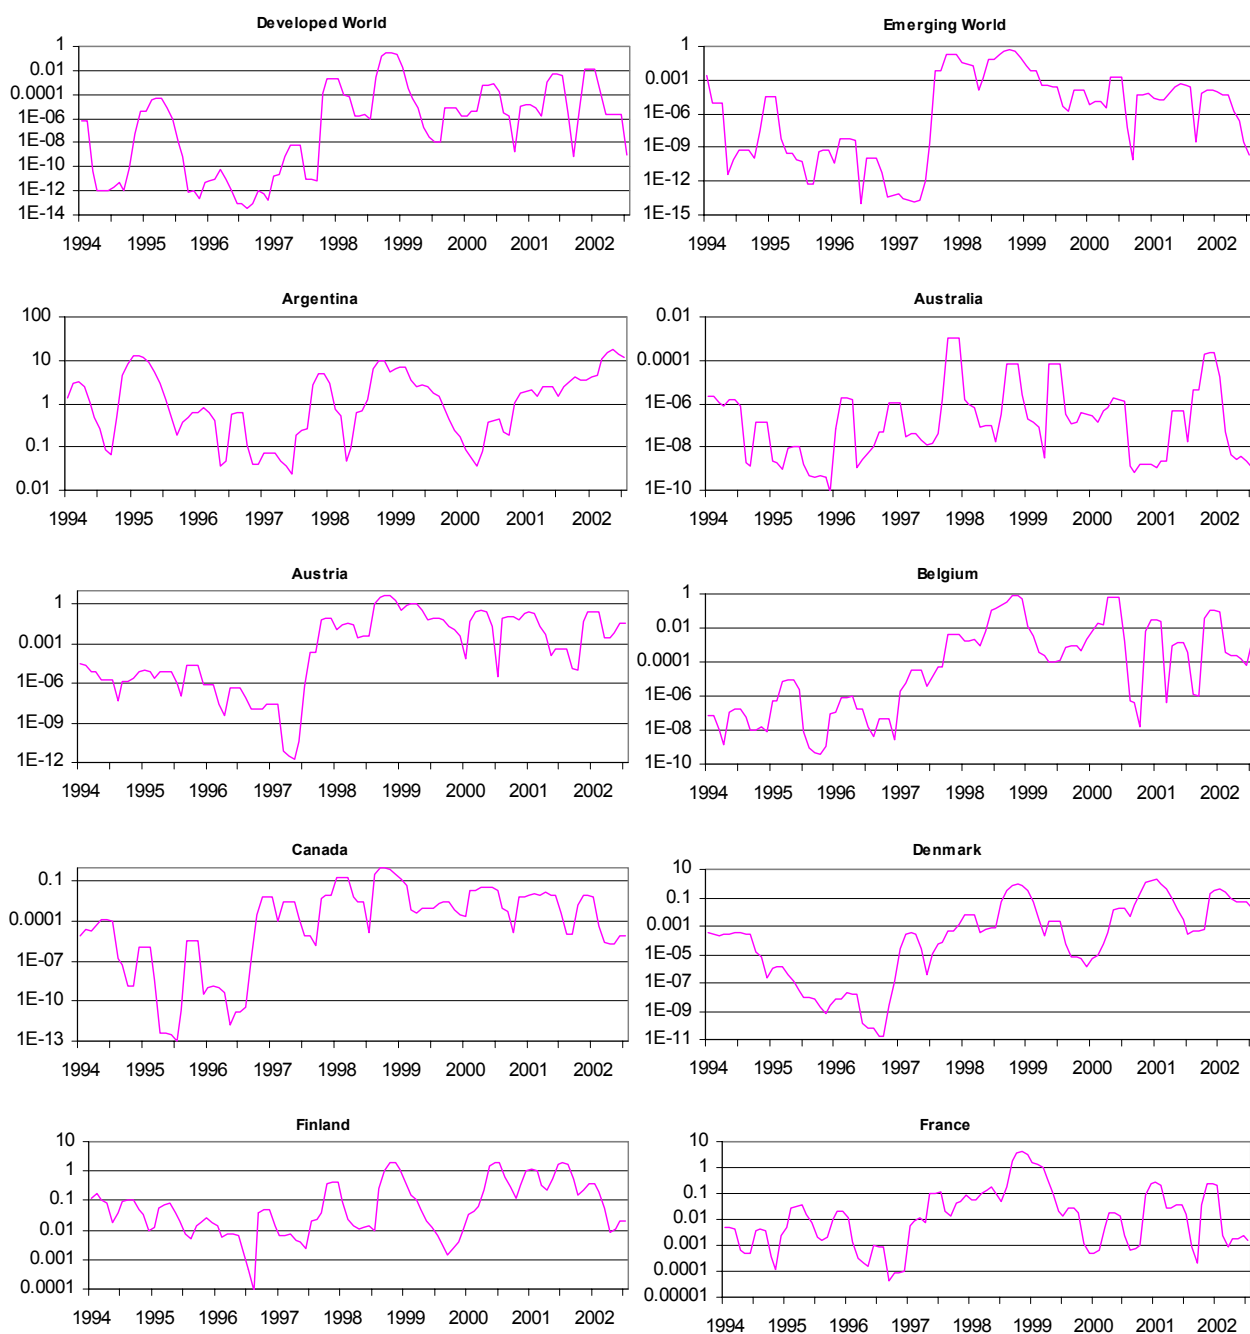 Developed World
1
0.01
0.0001
1E-06
1E-08
1E-10
1E-12
1E-14
1994 1995 1996 1997 1998 1999 2000 2001 2002
Emerging World
1
0.001
1E-06
1E-09
1E-12
1E-15
1994 1995 1996 1997 1998 1999 2000 2001 2002
Argentina
100
10
1
0.1
0.01
1994 1995 1996 1997 1998 1999 2000 2001 2002
Australia
0.01
0.0001
1E-06
1E-08
1E-10
1994 1995 1996 1997 1998 1999 2000 2001 2002
Austria
1
0.001
1E-06
1E-09
1E-12
1994 1995 1996 1997 1998 1999 2000 2001 2002
Belgium
1
0.01
0.0001
1E-06
1E-08
1E-10
1994 1995 1996 1997 1998 1999 2000 2001 2002
Canada
0.1
0.0001
1E-07
1E-10
1E-13
1994 1995 1996 1997 1998 1999 2000 2001 2002
Denmark
10
0.1
0.001
1E-05
1E-07
1E-09
1E-11
1994 1995 1996 1997 1998 1999 2000 2001 2002
Finland
10
1
0.1
0.01
0.001
0.0001
1994 1995 1996 1997 1998 1999 2000 2001 2002
France
10
1
0.1
0.01
0.001
0.0001
0.00001
1994 1995 1996 1997 1998 1999 2000 2001 2002